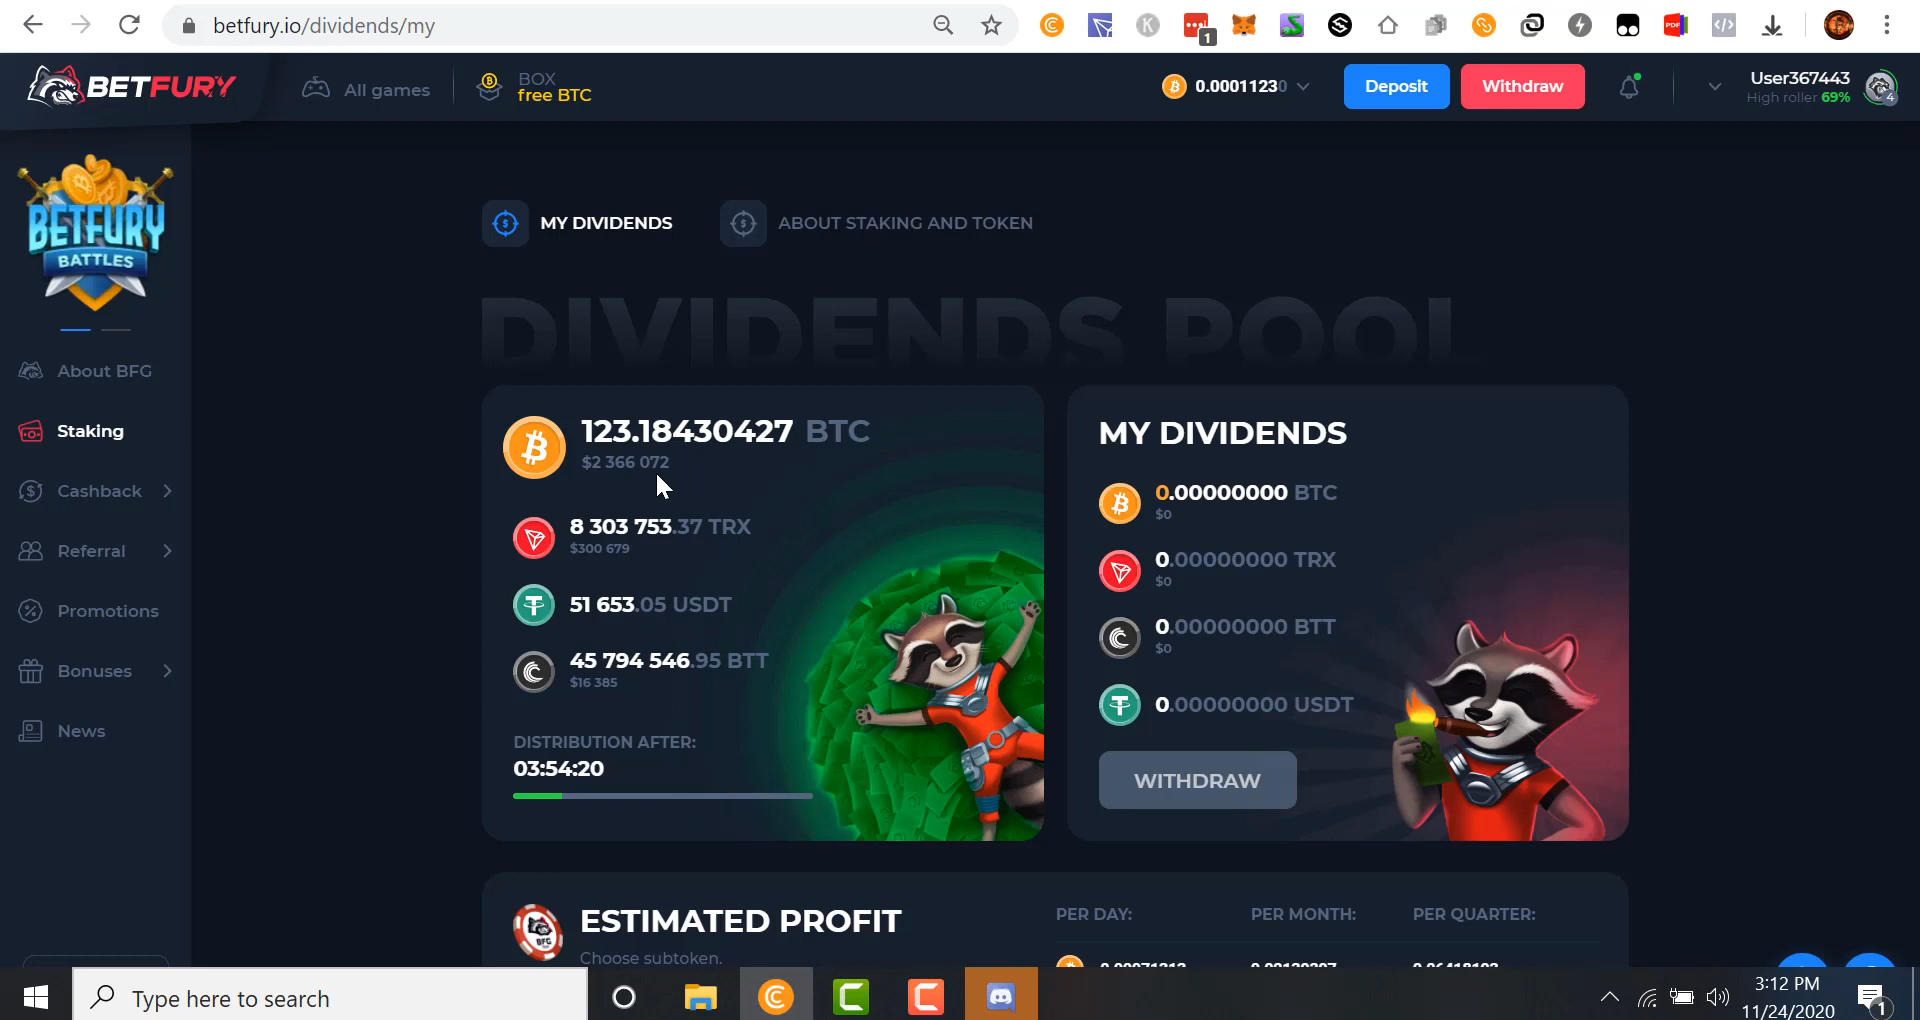 betfury.io/dividends/my
1
BETFURY
All games
BOX
free BTC
0.00011230
Deposit
Withdraw
User367443
High roller 69%
4
BETFURY
BATTLES
About BFG
Staking
Cashback
Referral
Promotions
Bonuses
News
MY DIVIDENDS
ABOUT STAKING AND TOKEN
DIVIDENDS POOL
123.18430427 BTC
$2 366 072
8 303 753.37 TRX
$300 679
51 653.05 USDT
45 794 546.95 BTT
$16 385
DISTRIBUTION AFTER:
03:54:20
MY DIVIDENDS
0.00000000 BTC
$0
0.00000000 TRX
$0
0.00000000 BTT
$0
0.00000000 USDT
WITHDRAW
BFG
ESTIMATED PROFIT
Choose subtoken.
PER DAY:
PER MONTH:
PER QUARTER:
Type here to search
3:12 PM
11/24/2020
1